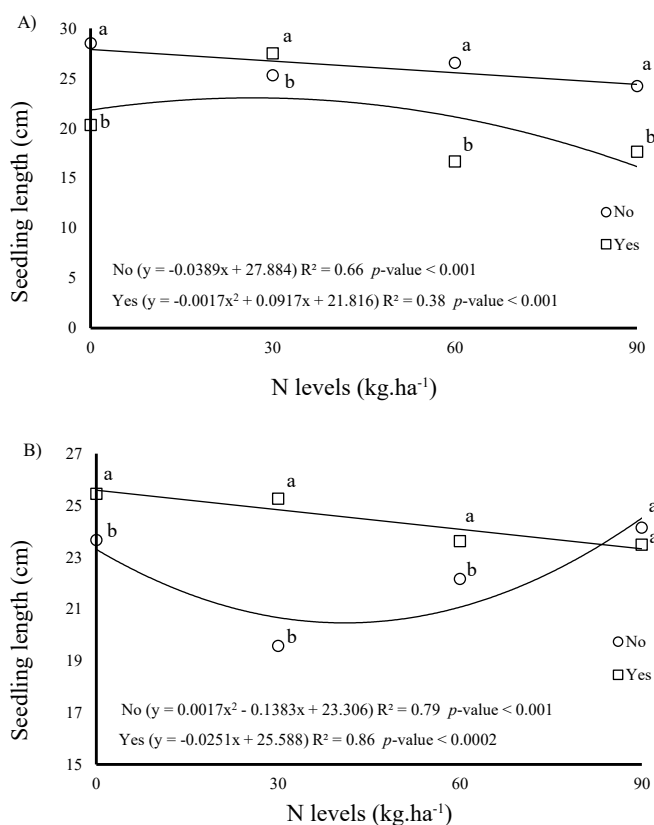 A)
a
a
a
a
b
b
b
b
30
25
20
15
10
5
0
Seedling length (cm)
No
Yes
No (y = -0.0389x + 27.884) R² = 0.66 p-value < 0.001
Yes (y = -0.0017x² + 0.0917x + 21.816) R² = 0.38 p-value < 0.001
0 30 60 90
N levels (kg.ha⁻¹)
B)
a
a
a
a
a
b
b
b
27
25
23
21
19
17
15
Seedling length (cm)
No
Yes
No (y = 0.0017x² - 0.1383x + 23.306) R² = 0.79 p-value < 0.001
Yes (y = -0.0251x + 25.588) R² = 0.86 p-value < 0.0002
0 30 60 90
N levels (kg.ha⁻¹)